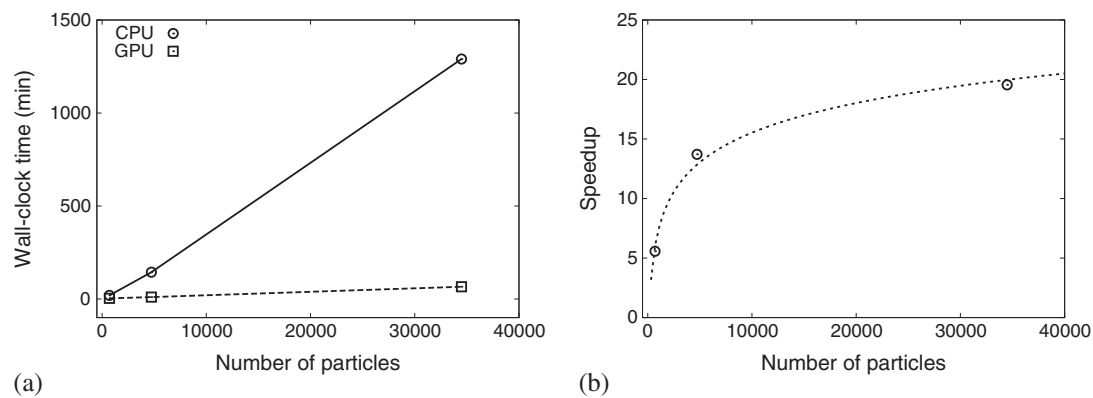 1500
1000
500
0
Wall-clock time (min)
CPU
GPU
0 10000 20000 30000 40000
Number of particles
(a)
25
20
15
10
5
0
Speedup
0 10000 20000 30000 40000
Number of particles
(b)